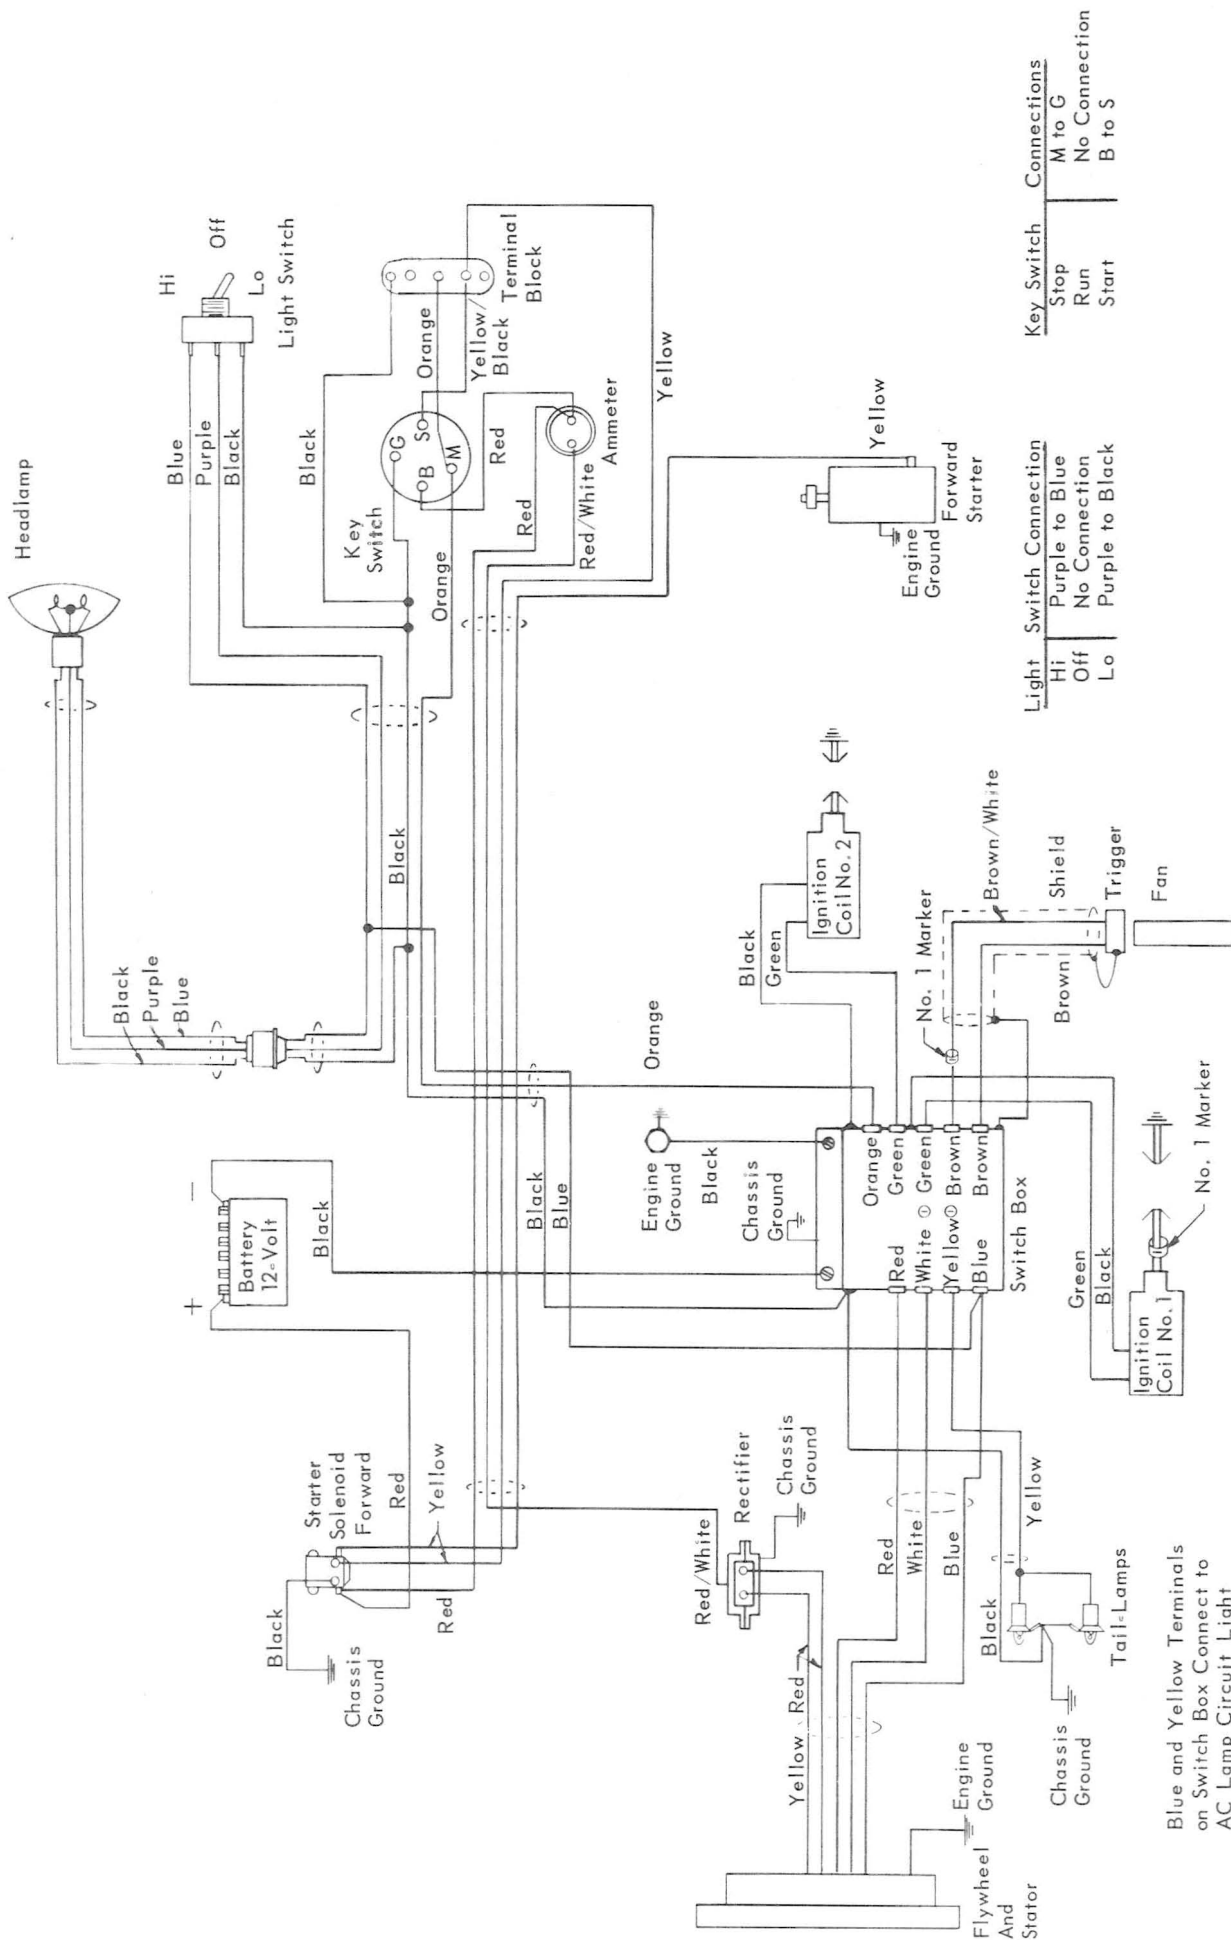 Headlamp
Black
Purple
Blue
Hi
Off
Lo
Light Switch
Blue
Purple
Black
Black
Key
Switch
G
B
S
M
Orange
Yellow/
Black
Terminal
Block
Orange
Red
Red
Red/White
Ammeter
Yellow
Black
Battery
12=Volt
+
–
Black
Starter
Solenoid
Forward
Black
Chassis
Ground
Red
Yellow
Red
Black
Blue
Orange
Engine
Ground
Black
Chassis
Ground
Red/White
Rectifier
Chassis
Ground
Yellow
Red
Flywheel
And
Stator
Engine
Ground
Red
White
Blue
Red
White
Yellow
Blue
Orange
Green
Green
Brown
Brown
Switch Box
Black
Green
Ignition
Coil No. 2
No. 1 Marker
Brown/White
Brown
Shield
Trigger
Fan
Engine
Ground
Forward
Starter
Yellow
Black
Yellow
Chassis
Ground
Tail=Lamps
Green
Black
Ignition
Coil No. 1
No. 1 Marker
Light Switch Connection
Hi Purple to Blue
Off No Connection
Lo Purple to Black
Key Switch Connections
Stop M to G
Run No Connection
Start B to S
Blue and Yellow Terminals
on Switch Box Connect to
AC Lamp Circuit Light